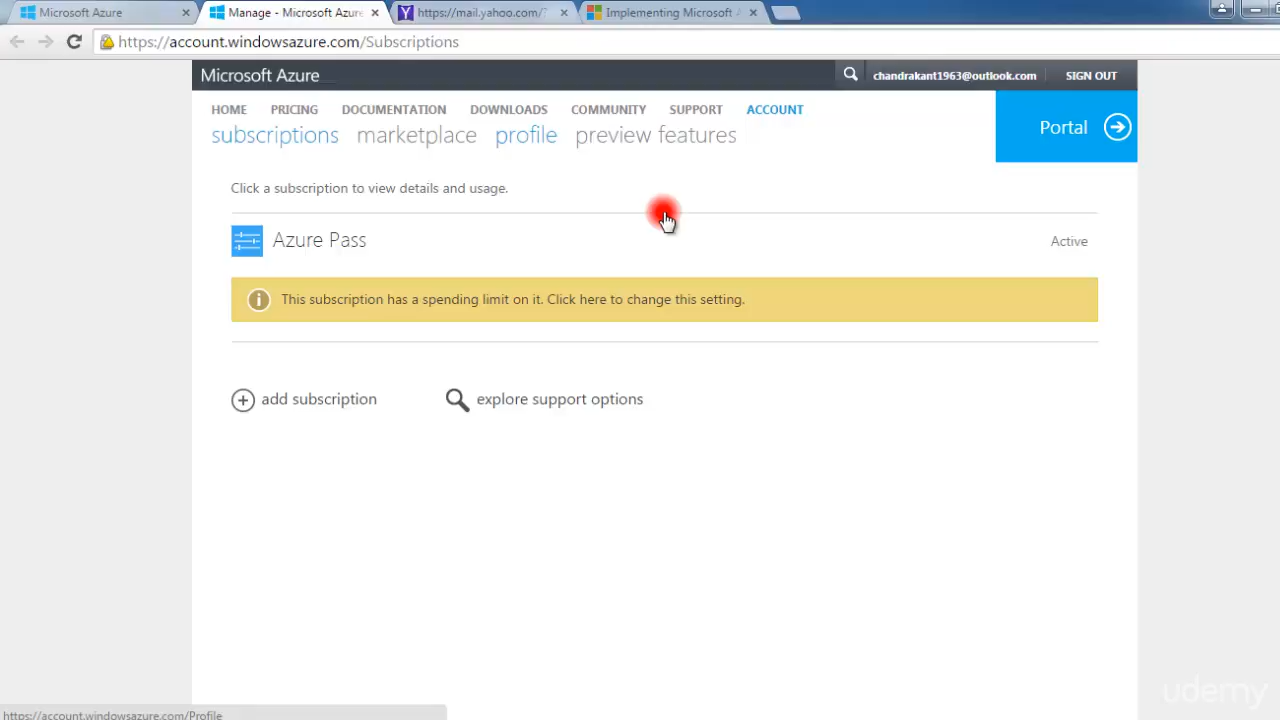 Microsoft Azure
Manage - Microsoft Azure
https://mail.yahoo.com/
Implementing Microsoft
https://account.windowsazure.com/Subscriptions
Microsoft Azure
chandrakant1963@outlook.com
SIGN OUT
HOME PRICING DOCUMENTATION DOWNLOADS COMMUNITY SUPPORT ACCOUNT
subscriptions marketplace profile preview features
Portal
Click a subscription to view details and usage.
Azure Pass
Active
This subscription has a spending limit on it. Click here to change this setting.
add subscription
explore support options
udemy
https://account.windowsazure.com/Profile